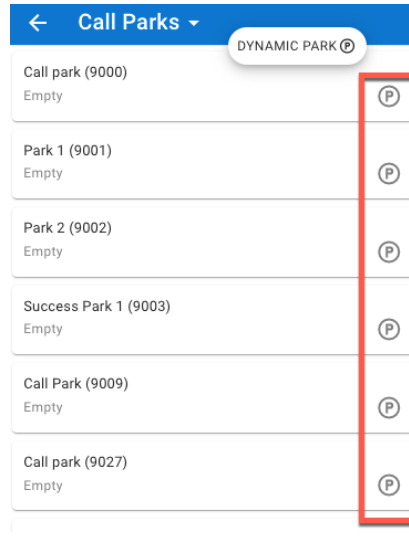 Call Parks
DYNAMIC PARK P
Call park (9000)
Empty
P
Park 1 (9001)
Empty
P
Park 2 (9002)
Empty
P
Success Park 1 (9003)
Empty
P
Call Park (9009)
Empty
P
Call park (9027)
Empty
P